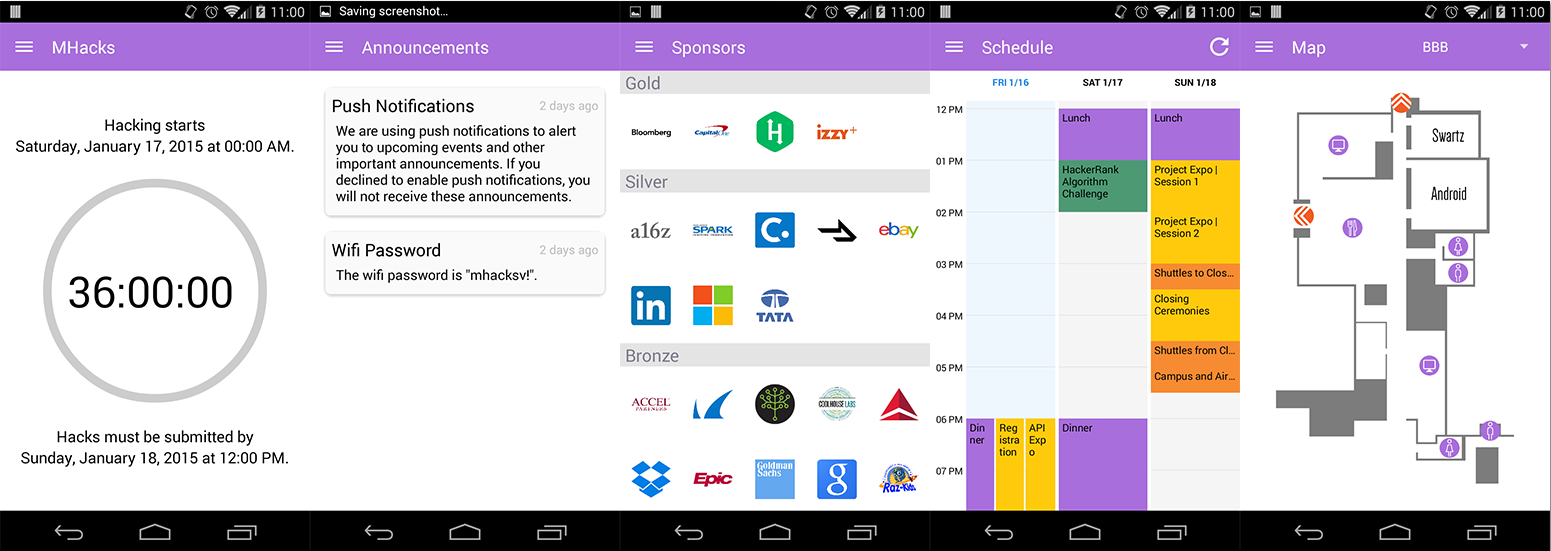 11:00
MHacks
Hacking starts
Saturday, January 17, 2015 at 00:00 AM.
36:00:00
Hacks must be submitted by
Sunday, January 18, 2015 at 12:00 PM.
Saving screenshot...
Announcements
Push Notifications
2 days ago
We are using push notifications to alert
you to upcoming events and other
important announcements. If you
declined to enable push notifications, you
will not receive these announcements.
Wifi Password
2 days ago
The wifi password is "mhacksv!".
11:00
Sponsors
Gold
Bloomberg
Capital One
H
izzy+
Silver
a16z
SPARK
C.
ebay
in
TATA
Bronze
ACCEL
PARTNERS
COOLHOUSE LABS
Epic
Goldman
Sachs
g
Raz-Kids
11:00
Schedule
FRI 1/16
SAT 1/17
SUN 1/18
12 PM
Lunch
Lunch
01 PM
HackerRank
Algorithm
Challenge
Project Expo |
Session 1
02 PM
Project Expo |
Session 2
03 PM
Shuttles to Clos...
Closing
Ceremonies
04 PM
Shuttles from Cl...
05 PM
Campus and Air...
06 PM
Din
ner
Reg
istra
tion
API
Exp
o
Dinner
07 PM
11:00
Map
BBB
Swartz
Android